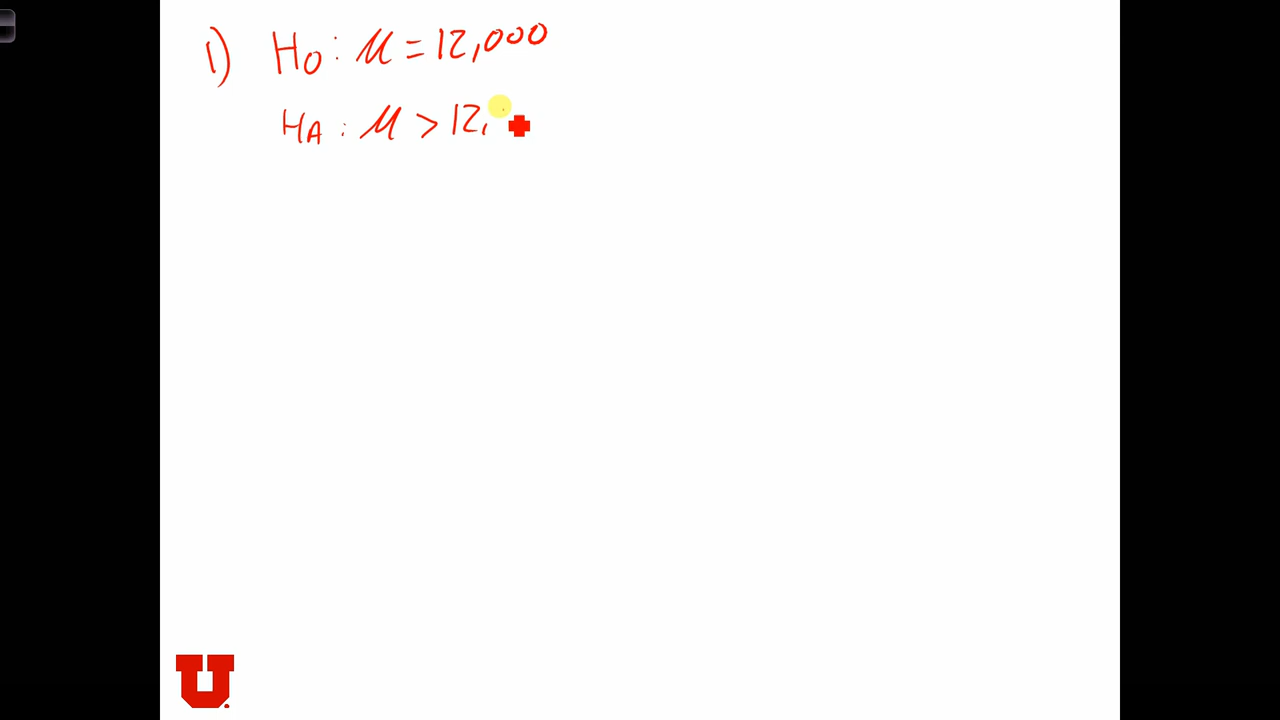 1) H0: μ = 12,000
HA: μ > 12,
U